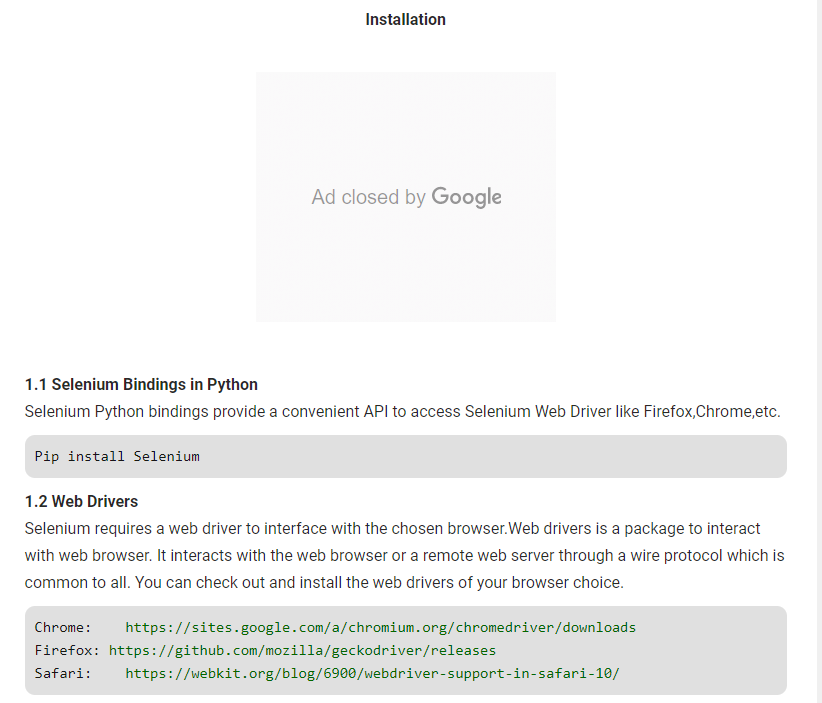 Installation
Ad closed by Google
1.1 Selenium Bindings in Python
Selenium Python bindings provide a convenient API to access Selenium Web Driver like Firefox,Chrome,etc.
Pip install Selenium
1.2 Web Drivers
Selenium requires a web driver to interface with the chosen browser.Web drivers is a package to interact
with web browser. It interacts with the web browser or a remote web server through a wire protocol which is
common to all. You can check out and install the web drivers of your browser choice.
Chrome:    https://sites.google.com/a/chromium.org/chromedriver/downloads
Firefox: https://github.com/mozilla/geckodriver/releases
Safari:    https://webkit.org/blog/6900/webdriver-support-in-safari-10/